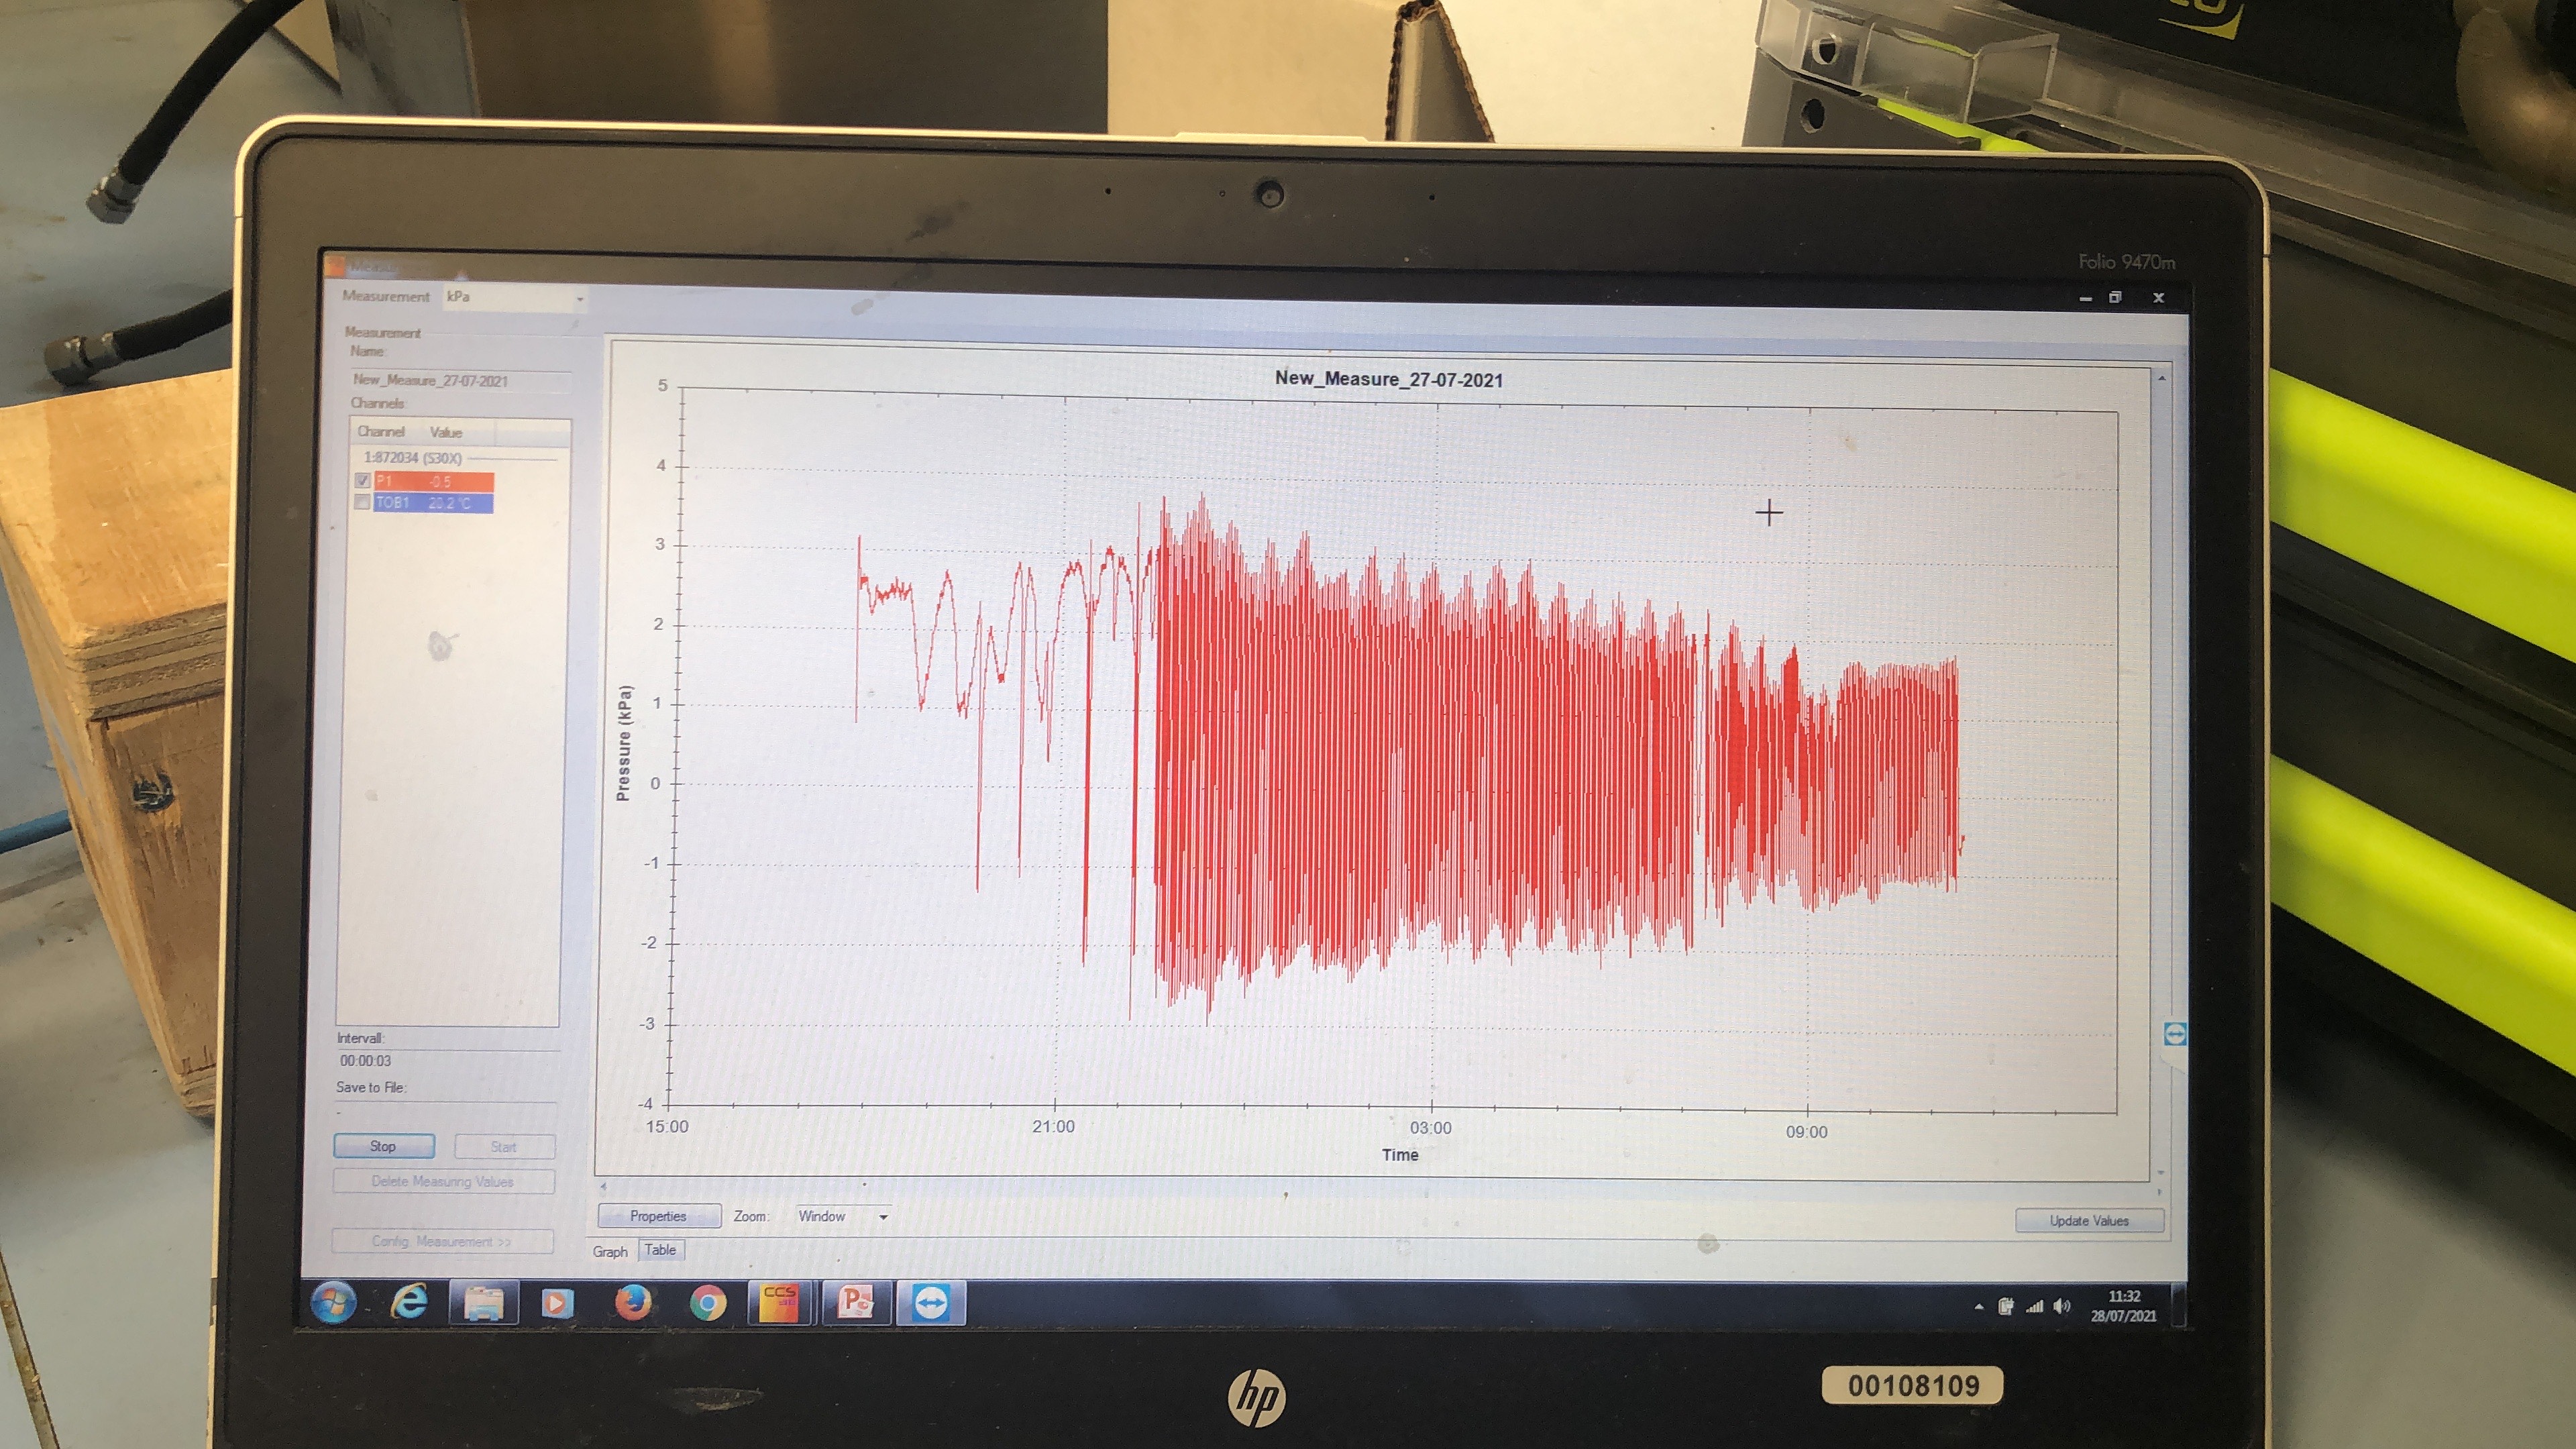 Folio 9470m
Measurement kPa
Measurement
Name:
New_Measure_27-07-2021
Channels:
Channel Value
1:872034 (S30X)
P1 -0.5
TOB1 20.2 °C
Intervall:
00:00:03
Save to File:
-
Stop Start
Delete Measuring Values
Config. Measurement >>
New_Measure_27-07-2021
5
4
3
2
1
0
-1
-2
-3
-4
Pressure (kPa)
15:00 21:00 03:00 09:00
Time
Properties Zoom: Window Update Values
Graph Table
CCS
P
11:32
28/07/2021
hp
00108109